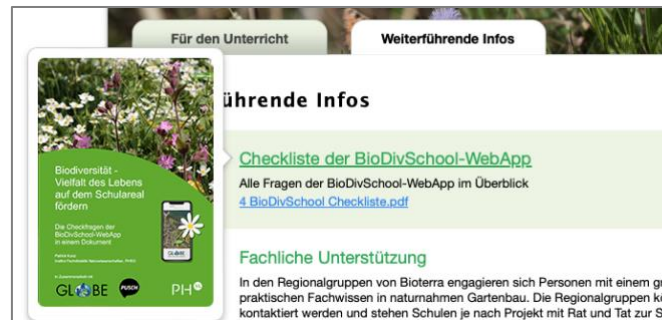 Für den Unterricht
Weiterführende Infos
ührende Infos
Biodiversität -
Vielfalt des Lebens
auf dem Schulareal
fördern
Die Checkfragen der
BioDivSchool-WebApp
in einem Dokument
GLOBE
PUSCH
PH
Checkliste der BioDivSchool-WebApp
Alle Fragen der BioDivSchool-WebApp im Überblick
4 BioDivSchool Checkliste.pdf
Fachliche Unterstützung
In den Regionalgruppen von Bioterra engagieren sich Personen mit einem
praktischen Fachwissen in naturnahmen Gartenbau. Die Regionalgruppen
kontaktiert werden und stehen Schulen je nach Projekt mit Rat und Tat zur